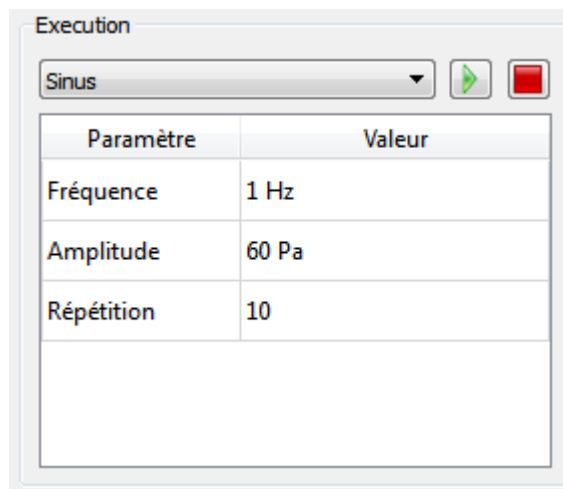 Execution
Sinus
Paramètre Valeur
Fréquence 1 Hz
Amplitude 60 Pa
Répétition 10